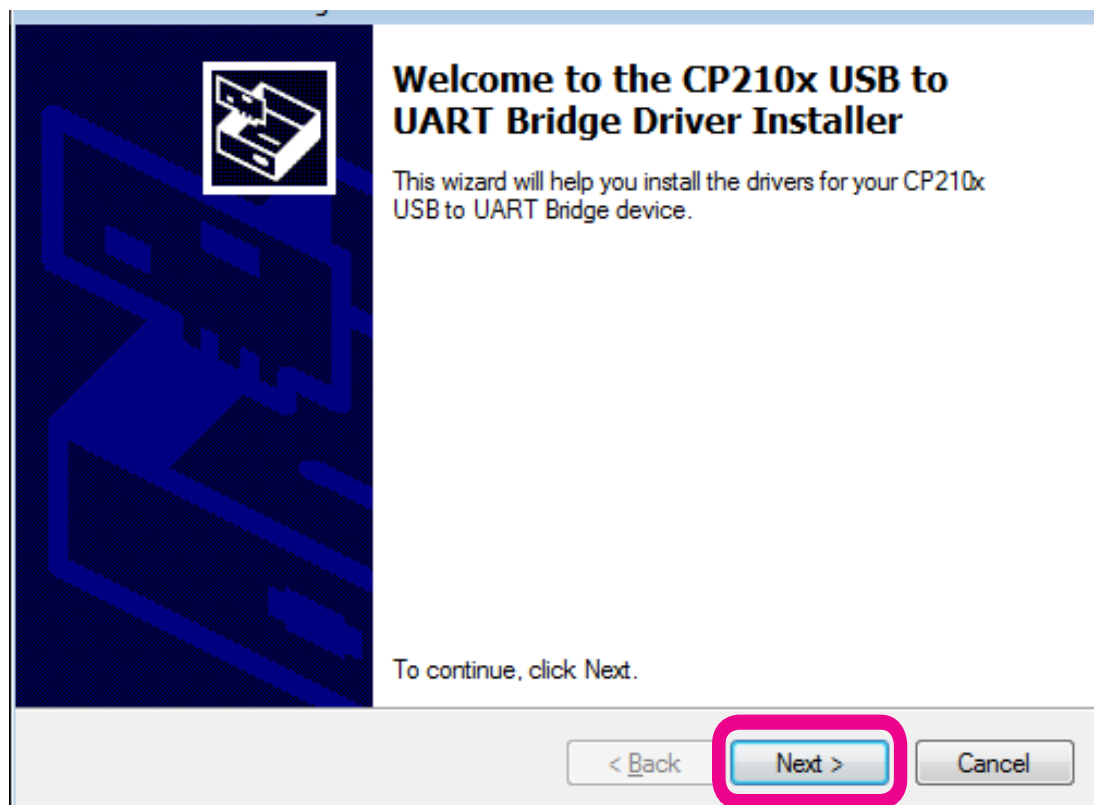 Welcome to the CP210x USB to
UART Bridge Driver Installer
This wizard will help you install the drivers for your CP210x
USB to UART Bridge device.
To continue, click Next.
< Back
Next >
Cancel